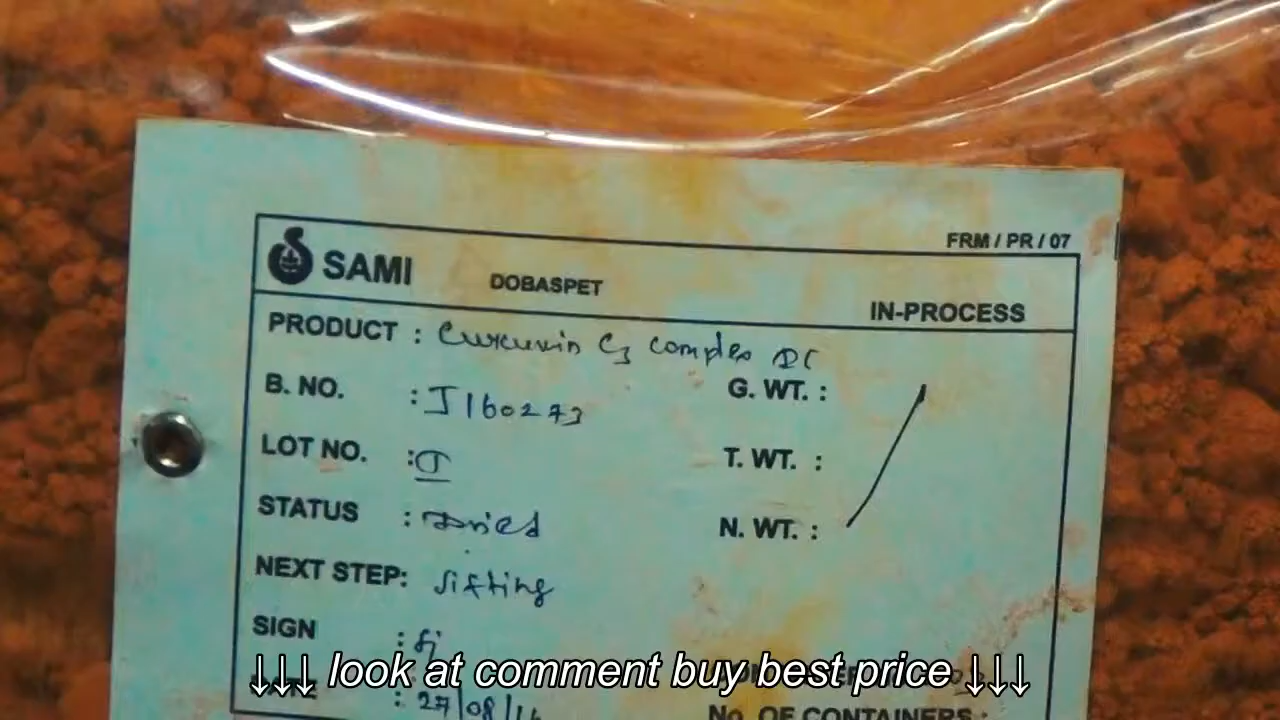 FRM / PR / 07
SAMI DOBASPET IN-PROCESS
PRODUCT : Curcumin C3 Complex DC
B. NO. : J160273 G. WT. :
LOT NO. : T. WT. :
STATUS : Dried N. WT. :
NEXT STEP: Sifting
SIGN :
↓↓↓ look at comment buy best price ↓↓↓
: 27/08/16
No. OF CONTAINERS :